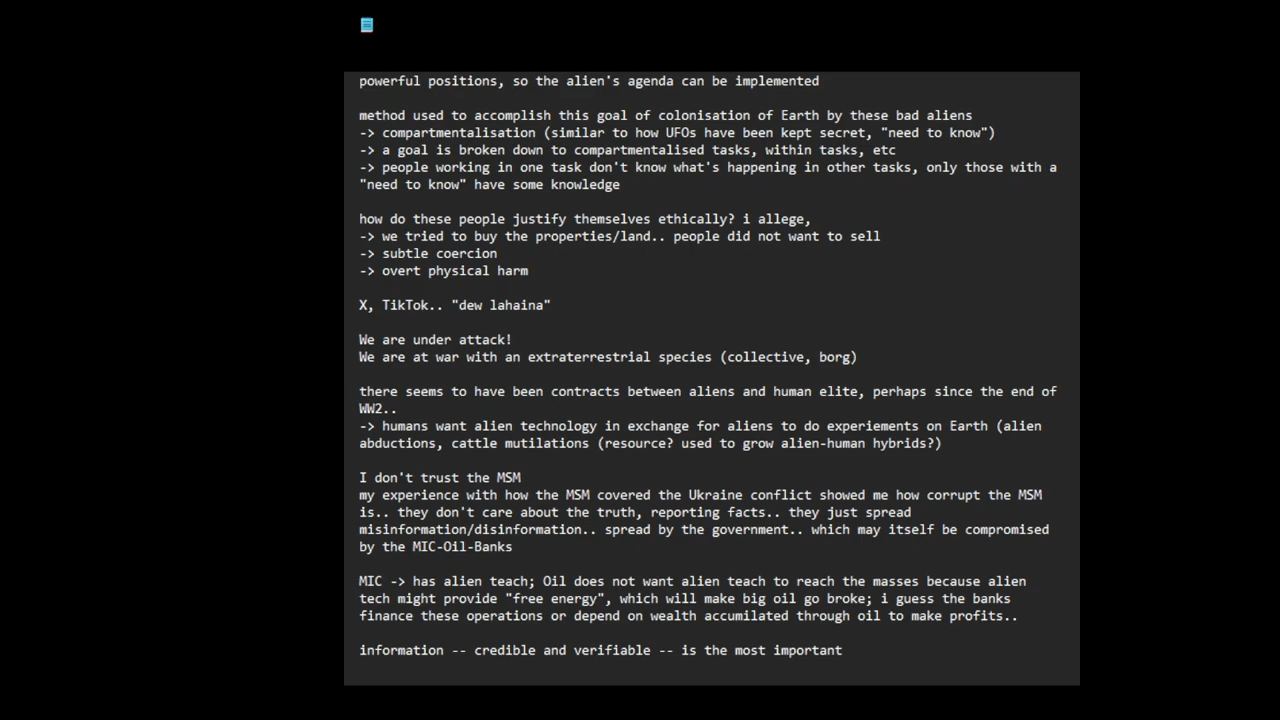 powerful positions, so the alien's agenda can be implemented
method used to accomplish this goal of colonisation of Earth by these bad aliens
-> compartmentalisation (similar to how UFOs have been kept secret, "need to know")
-> a goal is broken down to compartmentalised tasks, within tasks, etc
-> people working in one task don't know what's happening in other tasks, only those with a
"need to know" have some knowledge
how do these people justify themselves ethically? i allege,
-> we tried to buy the properties/land.. people did not want to sell
-> subtle coercion
-> overt physical harm
X, TikTok.. "dew lahaina"
We are under attack!
We are at war with an extraterrestrial species (collective, borg)
there seems to have been contracts between aliens and human elite, perhaps since the end of
WW2..
-> humans want alien technology in exchange for aliens to do experiements on Earth (alien
abductions, cattle mutilations (resource? used to grow alien-human hybrids?)
I don't trust the MSM
my experience with how the MSM covered the Ukraine conflict showed me how corrupt the MSM
is.. they don't care about the truth, reporting facts.. they just spread
misinformation/disinformation.. spread by the government.. which may itself be compromised
by the MIC-Oil-Banks
MIC -> has alien teach; Oil does not want alien teach to reach the masses because alien
tech might provide "free energy", which will make big oil go broke; i guess the banks
finance these operations or depend on wealth accumilated through oil to make profits..
information -- credible and verifiable -- is the most important